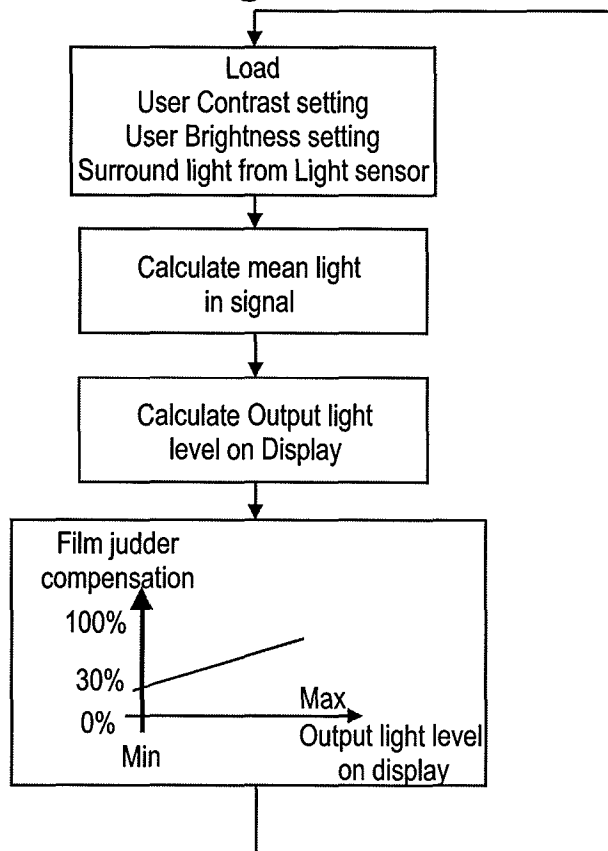 Load
User Contrast setting
User Brightness setting
Surround light from Light sensor
Calculate mean light
in signal
Calculate Output light
level on Display
Film judder
compensation
100%
30%
0%
Min
Max
Output light level
on display